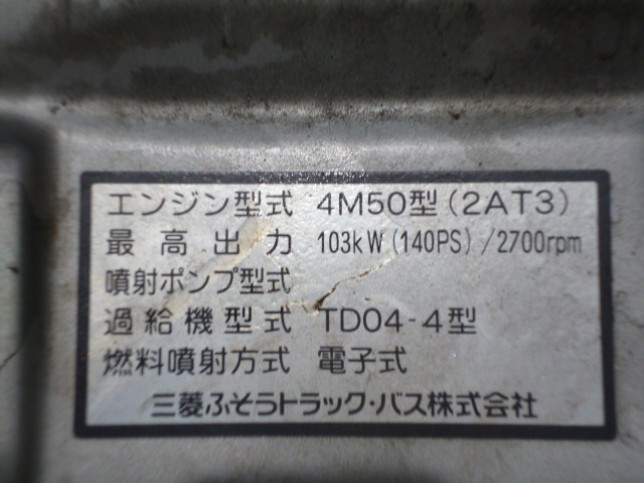 エンジン型式 4M50型(2AT3)
最高出力 103kW(140PS)/2700rpm
噴射ポンプ型式
過給機型式 TD04-4型
燃料噴射方式 電子式
三菱ふそうトラック・バス株式会社